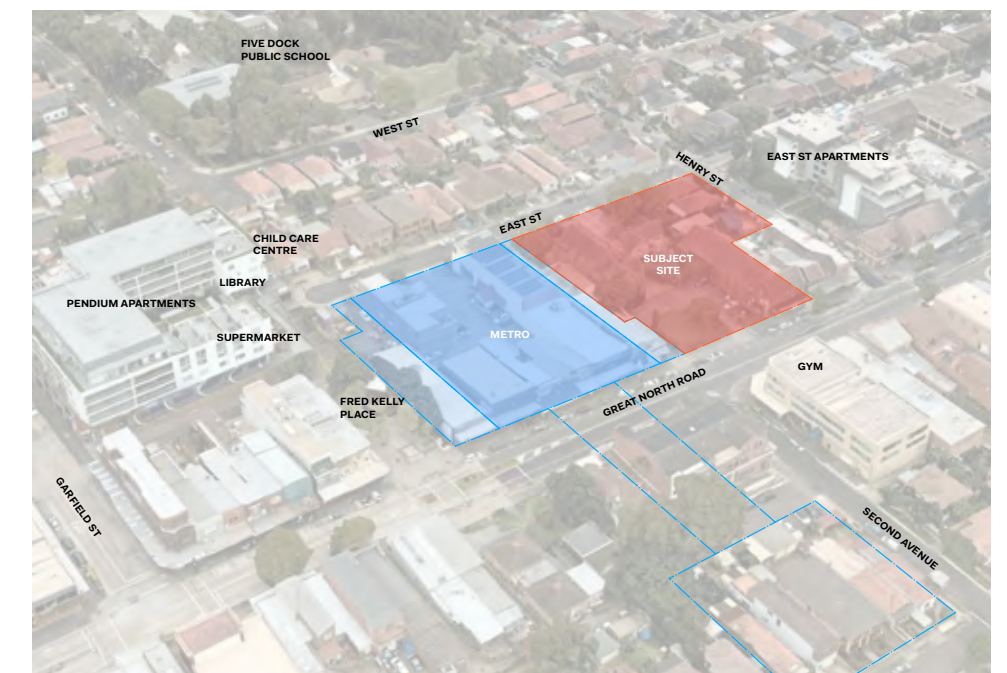 FIVE DOCK
PUBLIC SCHOOL
WEST ST
HENRY ST
EAST ST APARTMENTS
EAST ST
CHILD CARE
CENTRE
SUBJECT
SITE
LIBRARY
PENDIUM APARTMENTS
SUPERMARKET
METRO
GYM
GREAT NORTH ROAD
FRED KELLY
PLACE
GARFIELD ST
SECOND AVENUE